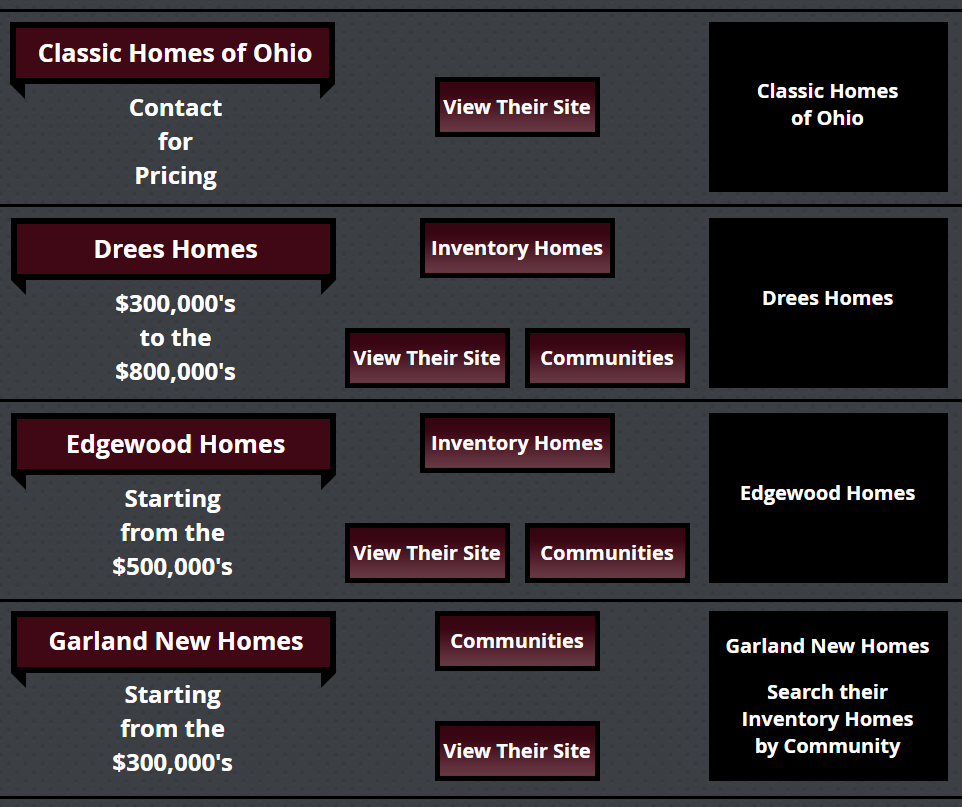 Classic Homes of Ohio
Contact
for
Pricing
View Their Site
Classic Homes
of Ohio
Drees Homes
$300,000's
to the
$800,000's
Inventory Homes
View Their Site
Communities
Drees Homes
Edgewood Homes
Starting
from the
$500,000's
Inventory Homes
View Their Site
Communities
Edgewood Homes
Garland New Homes
Starting
from the
$300,000's
Communities
View Their Site
Garland New Homes
Search their
Inventory Homes
by Community